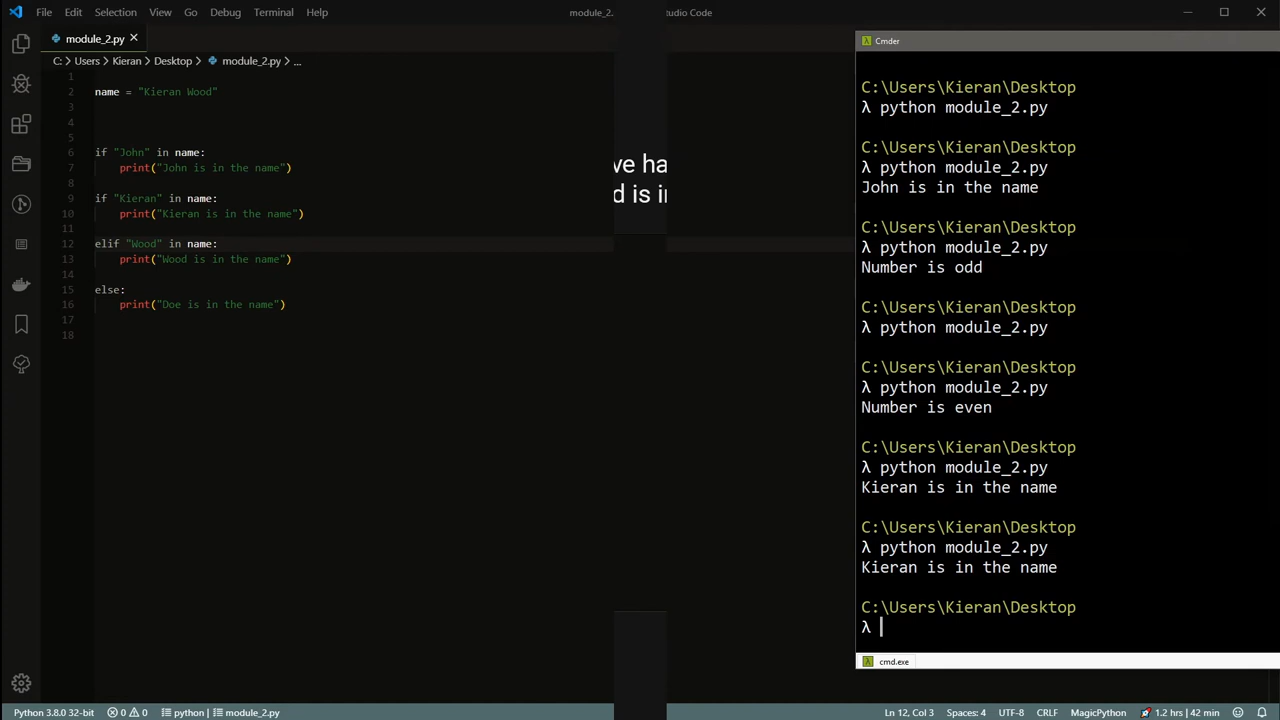 File Edit Selection View Go Debug Terminal Help
module_2. dio Code
module_2.py
C: > Users > Kieran > Desktop > module_2.py > ...
1
2 name = "Kieran Wood"
3
4
5
6 if "John" in name:
7 print("John is in the name")
8
9 if "Kieran" in name:
10 print("Kieran is in the name")
11
12 elif "Wood" in name:
13 print("Wood is in the name")
14
15 else:
16 print("Doe is in the name")
17
18
ve ha
d is i
Cmder
C:\Users\Kieran\Desktop
λ python module_2.py
C:\Users\Kieran\Desktop
λ python module_2.py
John is in the name
C:\Users\Kieran\Desktop
λ python module_2.py
Number is odd
C:\Users\Kieran\Desktop
λ python module_2.py
C:\Users\Kieran\Desktop
λ python module_2.py
Number is even
C:\Users\Kieran\Desktop
λ python module_2.py
Kieran is in the name
C:\Users\Kieran\Desktop
λ python module_2.py
Kieran is in the name
C:\Users\Kieran\Desktop
λ
cmd.exe
Python 3.8.0 32-bit 0 0 python | module_2.py Ln 12, Col 3 Spaces: 4 UTF-8 CRLF MagicPython 1.2 hrs | 42 min